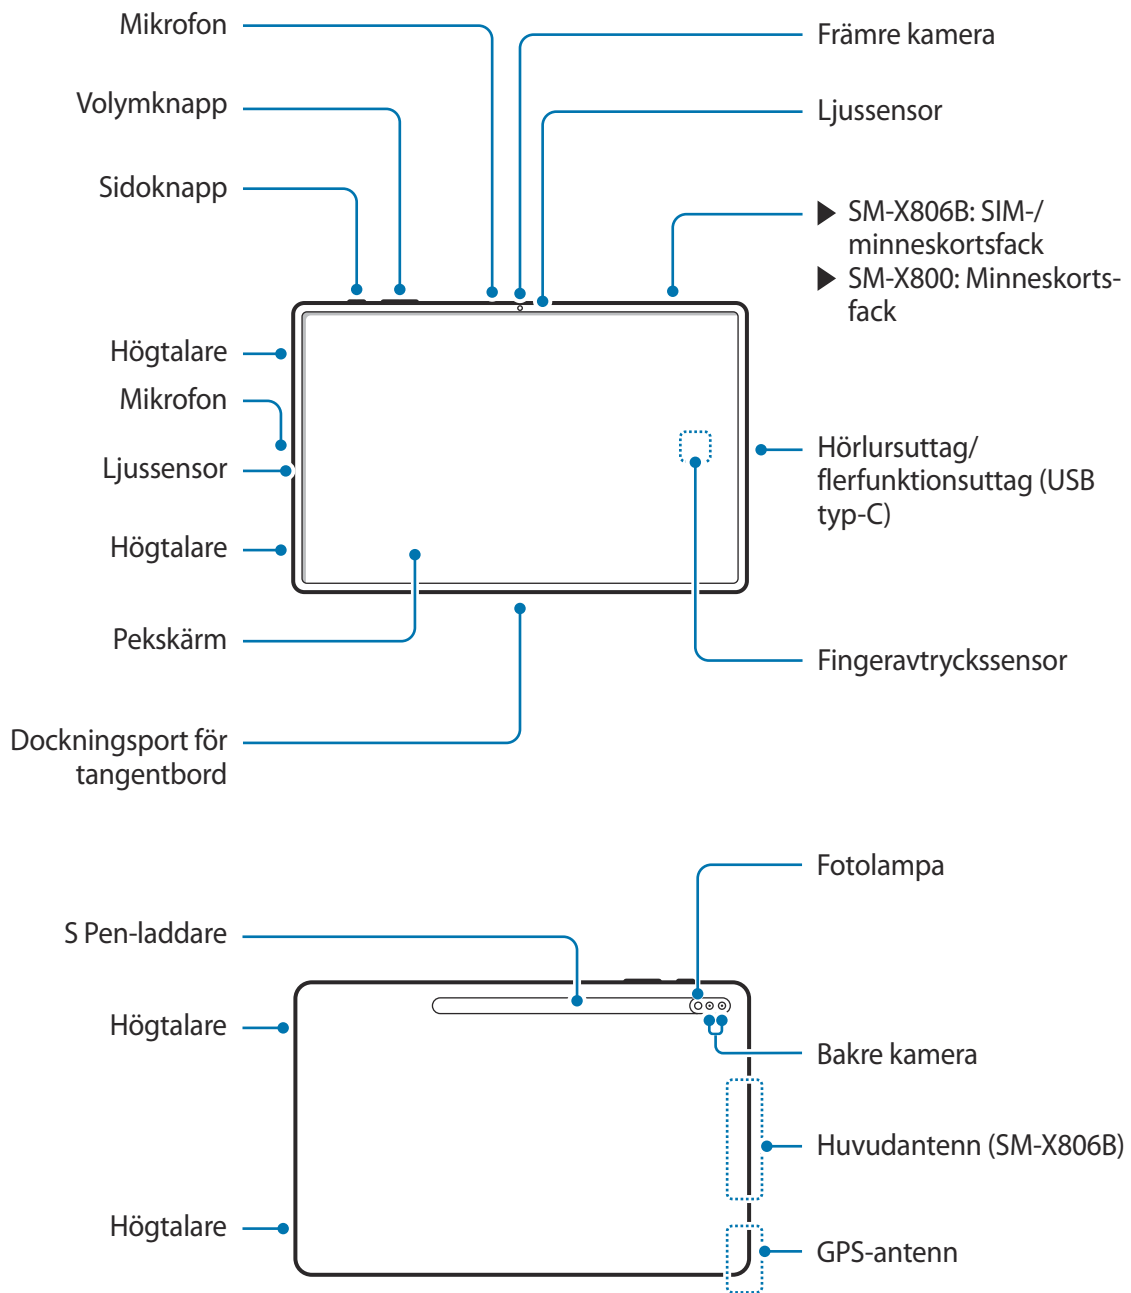 Mikrofon
Främre kamera
Volymknapp
Ljussensor
Sidoknapp
SM-X806B: SIM-/
minneskortsfack
SM-X800: Minneskorts-
fack
Högtalare
Mikrofon
Ljussensor
Högtalare
Hörlursuttag/
flerfunktionsuttag (USB
typ-C)
Pekskärm
Fingeravtryckssensor
Dockningsport för
tangentbord
Fotolampa
S Pen-laddare
Högtalare
Bakre kamera
Huvudantenn (SM-X806B)
Högtalare
GPS-antenn